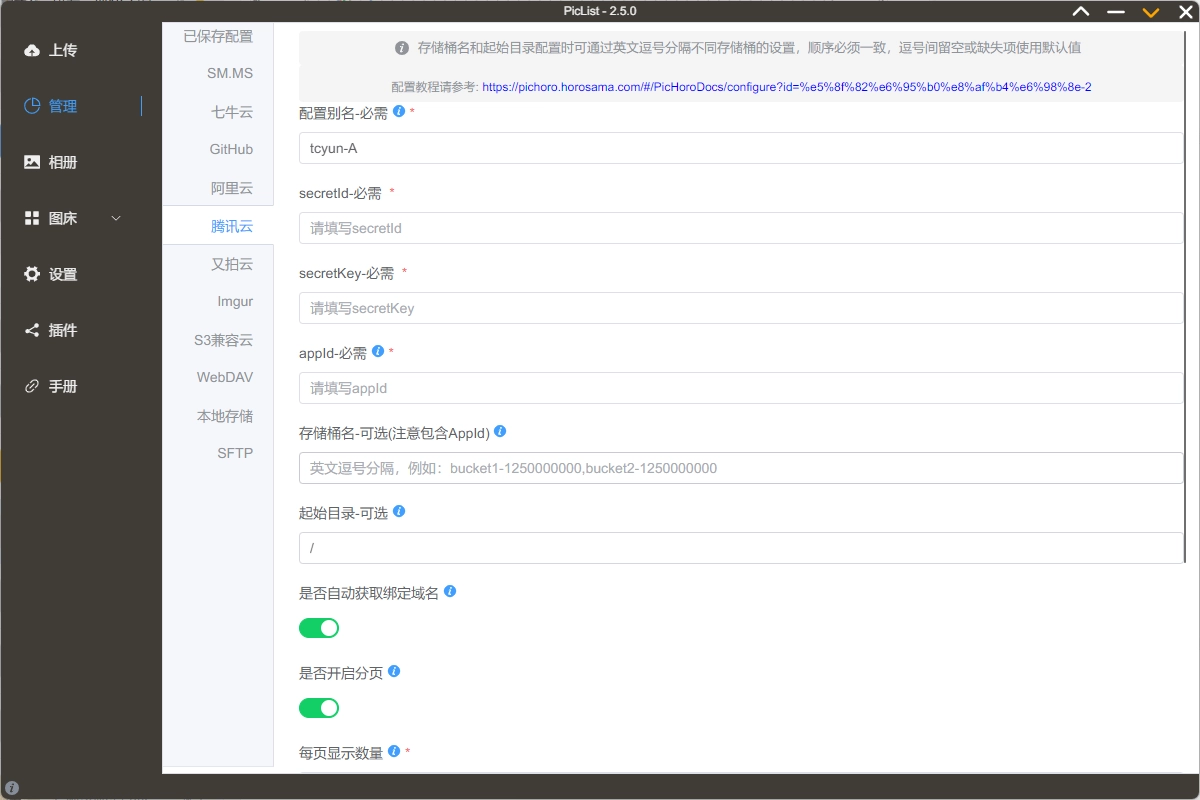 PicList - 2.5.0
上传
管理
相册
图床
设置
插件
手册
已保存配置
SM.MS
七牛云
GitHub
阿里云
腾讯云
又拍云
Imgur
S3兼容云
WebDAV
本地存储
SFTP
存储桶名和起始目录配置时可通过英文逗号分隔不同存储桶的设置，顺序必须一致，逗号间留空或缺失项使用默认值
配置教程请参考: https://pichoro.horosama.com/#/PicHoroDocs/configure?id=%e5%8f%82%e6%95%b0%e8%af%b4%e6%98%8e-2
配置别名-必需 *
tcyun-A
secretId-必需 *
请填写secretId
secretKey-必需 *
请填写secretKey
appId-必需 *
请填写appId
存储桶名-可选(注意包含AppId)
英文逗号分隔，例如：bucket1-1250000000,bucket2-1250000000
起始目录-可选
/
是否自动获取绑定域名
是否开启分页
每页显示数量 *